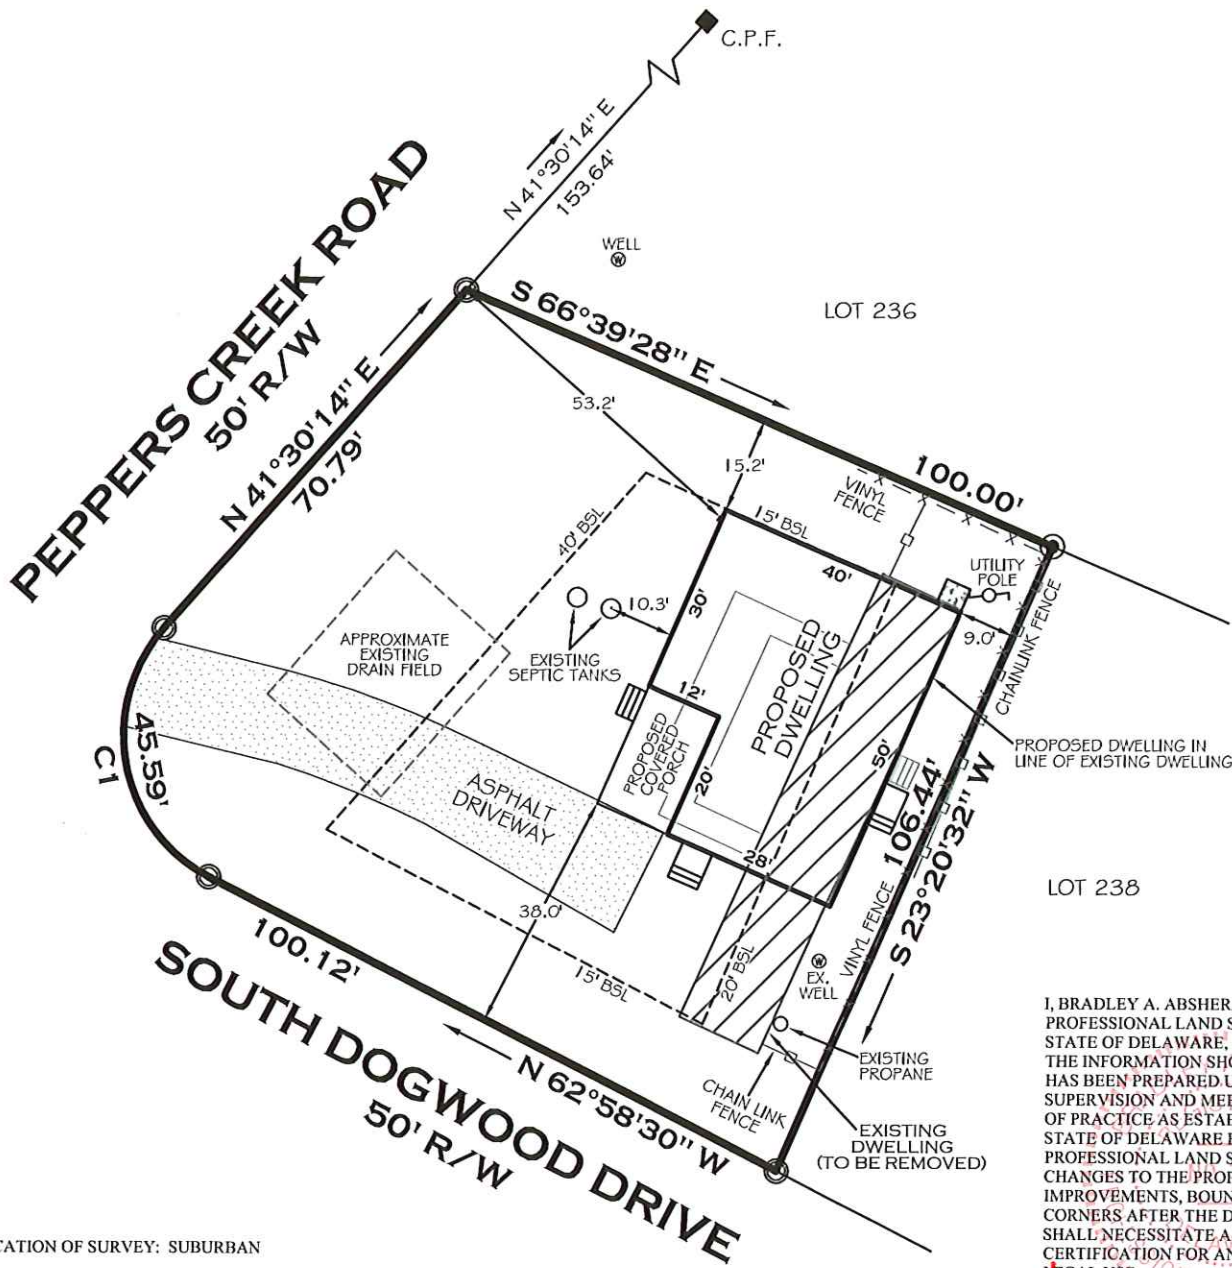 C.P.F.
N 41°30'14" E
153.64'
WELL
W
LOT 236
PEPPERS CREEK ROAD
50' R/W
N 41°30'14" E
70.79'
S 66°39'28" E
100.00'
53.2'
15.2'
VINYL
FENCE
15' BSL
40' BSL
40'
UTILITY
POLE
9.0'
CHAINLINK FENCE
30'
10.3'
APPROXIMATE
EXISTING
DRAIN FIELD
EXISTING
SEPTIC TANKS
12'
PROPOSED
DWELLING
PROPOSED
COVERED
PORCH
20'
50'
PROPOSED DWELLING IN
LINE OF EXISTING DWELLING
45.59'
C1
ASPHALT
DRIVEWAY
28'
106.44'
S 23°20'32" W
LOT 238
38.0'
VINYL FENCE
W
EX.
WELL
20' BSL
15' BSL
100.12'
N 62°58'30" W
SOUTH DOGWOOD DRIVE
50' R/W
EXISTING
PROPANE
CHAIN LINK
FENCE
EXISTING
DWELLING
(TO BE REMOVED)
I, BRADLEY A. ABSHER
PROFESSIONAL LAND S
STATE OF DELAWARE,
THE INFORMATION SHO
HAS BEEN PREPARED U
SUPERVISION AND MEE
OF PRACTICE AS ESTAB
STATE OF DELAWARE
PROFESSIONAL LAND S
CHANGES TO THE PROP
IMPROVEMENTS, BOUN
CORNERS AFTER THE D
SHALL NECESSITATE A
CERTIFICATION FOR AN
CATION OF SURVEY: SUBURBAN